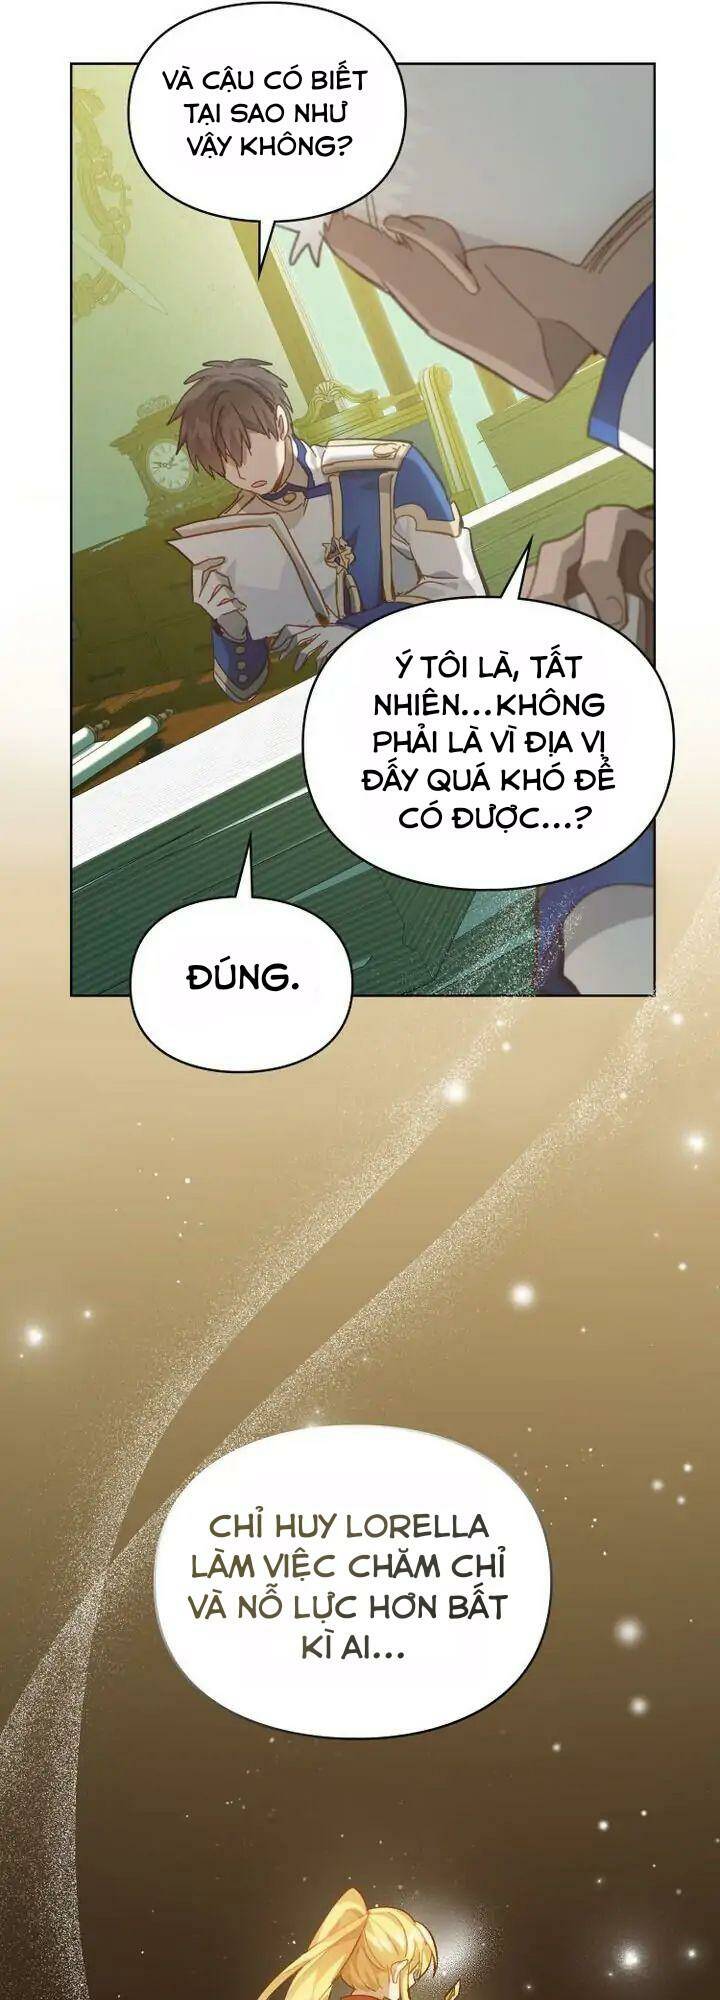 VÀ CẬU CÓ BIẾT
TẠI SAO NHƯ
VẬY KHÔNG?
Ý TÔI LÀ, TẤT
NHIÊN...KHÔNG
PHẢI LÀ VÌ ĐỊA VỊ
ĐẤY QUÁ KHÓ ĐỂ
CÓ ĐƯỢC...?
ĐÚNG.
CHỈ HUY LORELLA
LÀM VIỆC CHĂM CHỈ
VÀ NỖ LỰC HƠN BẤT
KÌ AI...